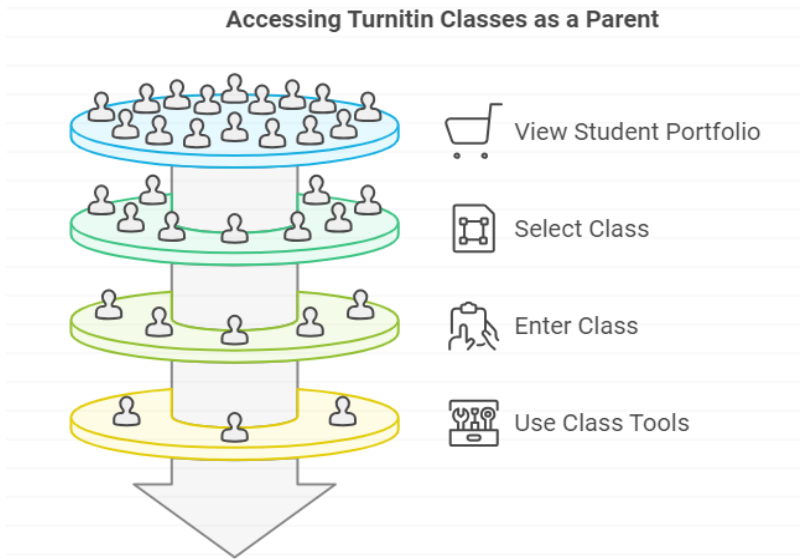 Accessing Turnitin Classes as a Parent
View Student Portfolio
Select Class
Enter Class
Use Class Tools